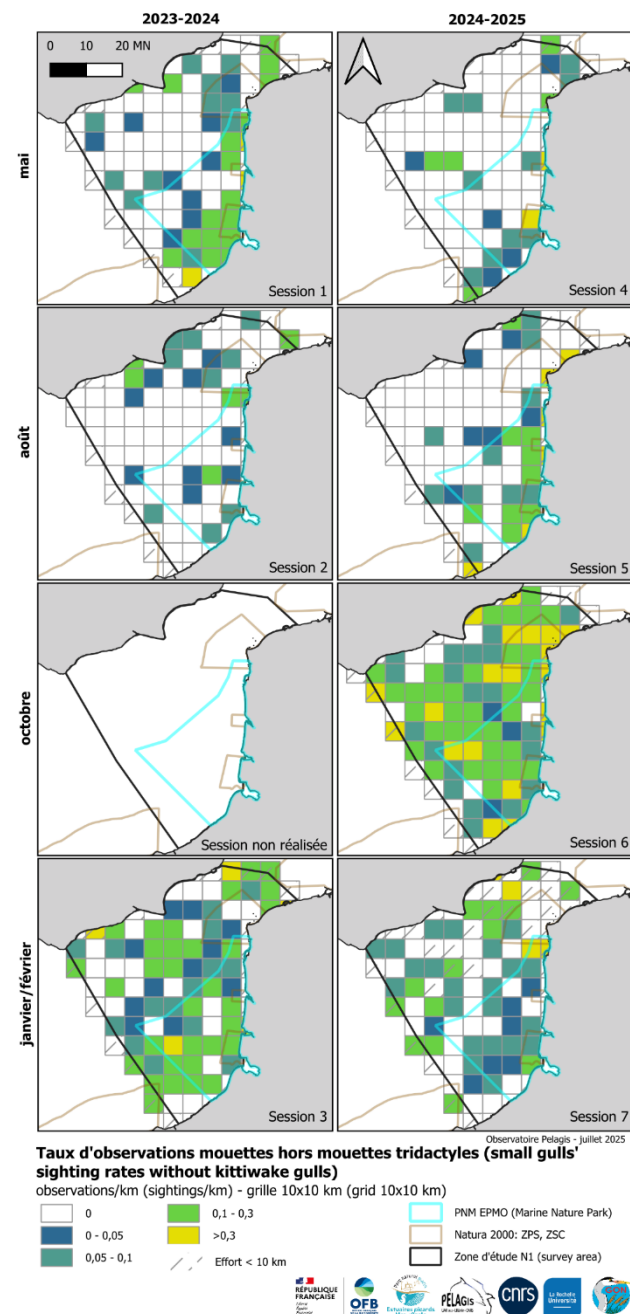 2023-2024
2024-2025
0 10 20 MN
mai
Session 1
Session 4
août
Session 2
Session 5
octobre
Session non réalisée
Session 6
janvier/février
Session 3
Session 7
Observatoire Pelagis - juillet 2025
Taux d'observations mouettes hors mouettes tridactyles (small gulls'
sighting rates without kittiwake gulls)
observations/km (sightings/km) - grille 10x10 km (grid 10x10 km)
0
0 - 0,05
0,05 - 0,1
0,1 - 0,3
>0,3
Effort < 10 km
PNM EPMO (Marine Nature Park)
Natura 2000: ZPS, ZSC
Zone d'étude N1 (survey area)
RÉPUBLIQUE
FRANÇAISE
OFB
PELAGIS
cnrs
La Rochelle
Université